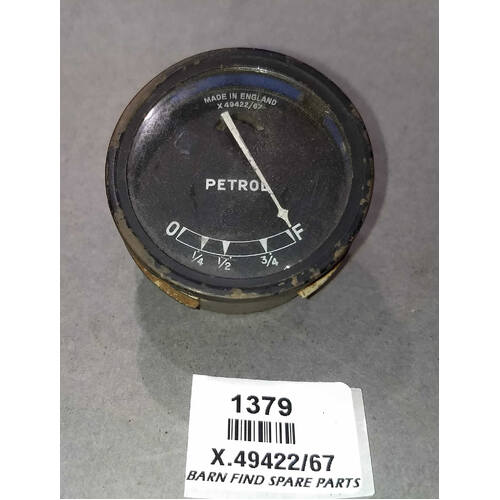 MADE IN ENGLAND
X 49422/67
PETROL
O F
1/4 1/2 3/4
1379
X.49422/67
BARN FIND SPARE PARTS